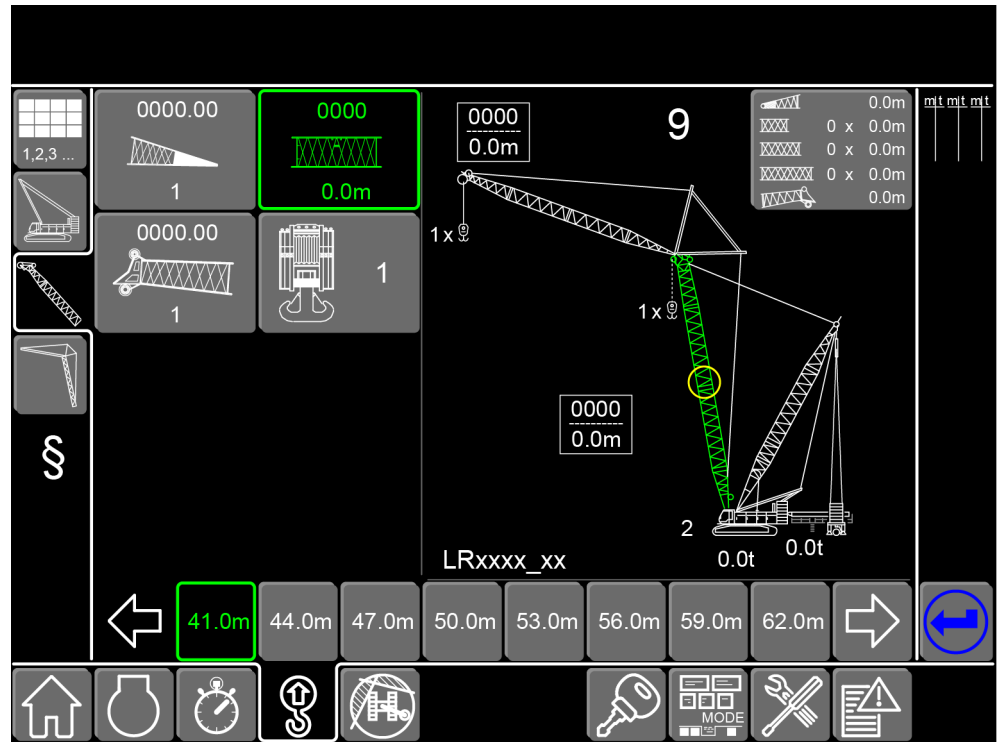 1,2,3 ...
0000.00
1
0000
0.0m
0000.00
1
1
§
0000
0.0m
9
0.0m
0 x 0.0m
0 x 0.0m
0 x 0.0m
0.0m
m|t m|t m|t
1 x
1 x
0000
0.0m
2
0.0t
0.0t
LRxxxx_xx
41.0m 44.0m 47.0m 50.0m 53.0m 56.0m 59.0m 62.0m
MODE